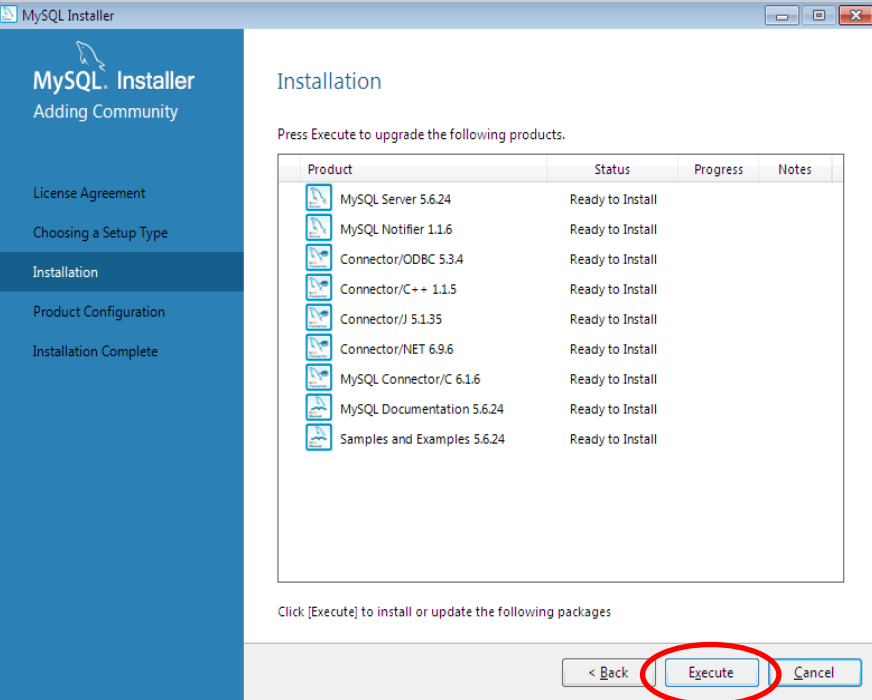 MySQL Installer
MySQL. Installer
Adding Community
License Agreement
Choosing a Setup Type
Installation
Product Configuration
Installation Complete
Installation
Press Execute to upgrade the following products.
Product Status Progress Notes
MySQL Server 5.6.24 Ready to Install
MySQL Notifier 1.1.6 Ready to Install
Connector/ODBC 5.3.4 Ready to Install
Connector/C++ 1.1.5 Ready to Install
Connector/J 5.1.35 Ready to Install
Connector/NET 6.9.6 Ready to Install
MySQL Connector/C 6.1.6 Ready to Install
MySQL Documentation 5.6.24 Ready to Install
Samples and Examples 5.6.24 Ready to Install
Click [Execute] to install or update the following packages
< Back Execute Cancel